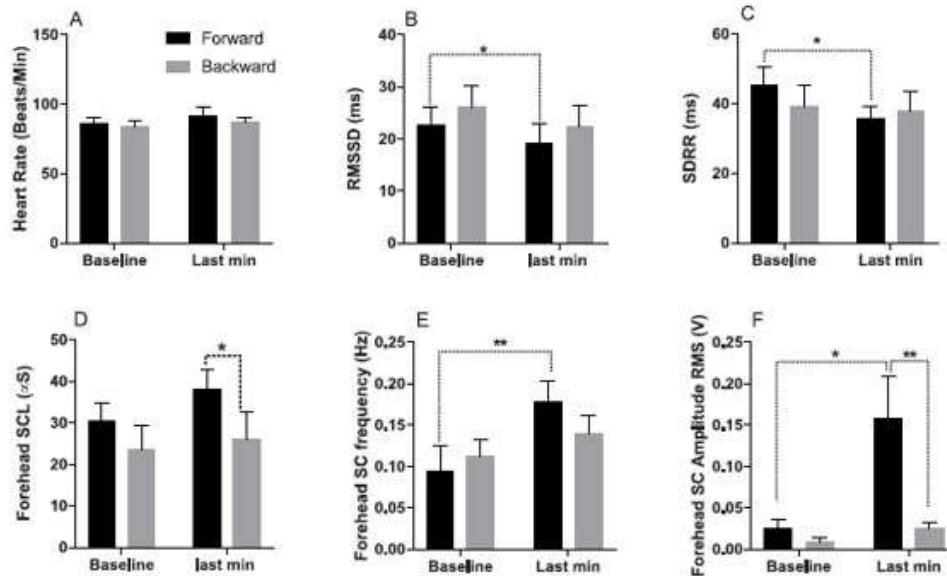 A
Heart Rate (Beats/Min)
150
100
50
0
Forward
Backward
Baseline
Last min
B
RMSSD (ms)
40
30
20
10
0
*
Baseline
last min
C
SDRR (ms)
60
40
20
0
*
Baseline
Last min
D
Forehead SCL (αS)
50
40
30
20
10
0
*
Baseline
last min
E
Forehead SC frequency (Hz)
0.25
0.20
0.15
0.10
0.05
0.00
**
Baseline
Last min
F
Forehead SC Amplitude RMS (V)
0.25
0.20
0.15
0.10
0.05
0.00
*
**
Baseline
Last min